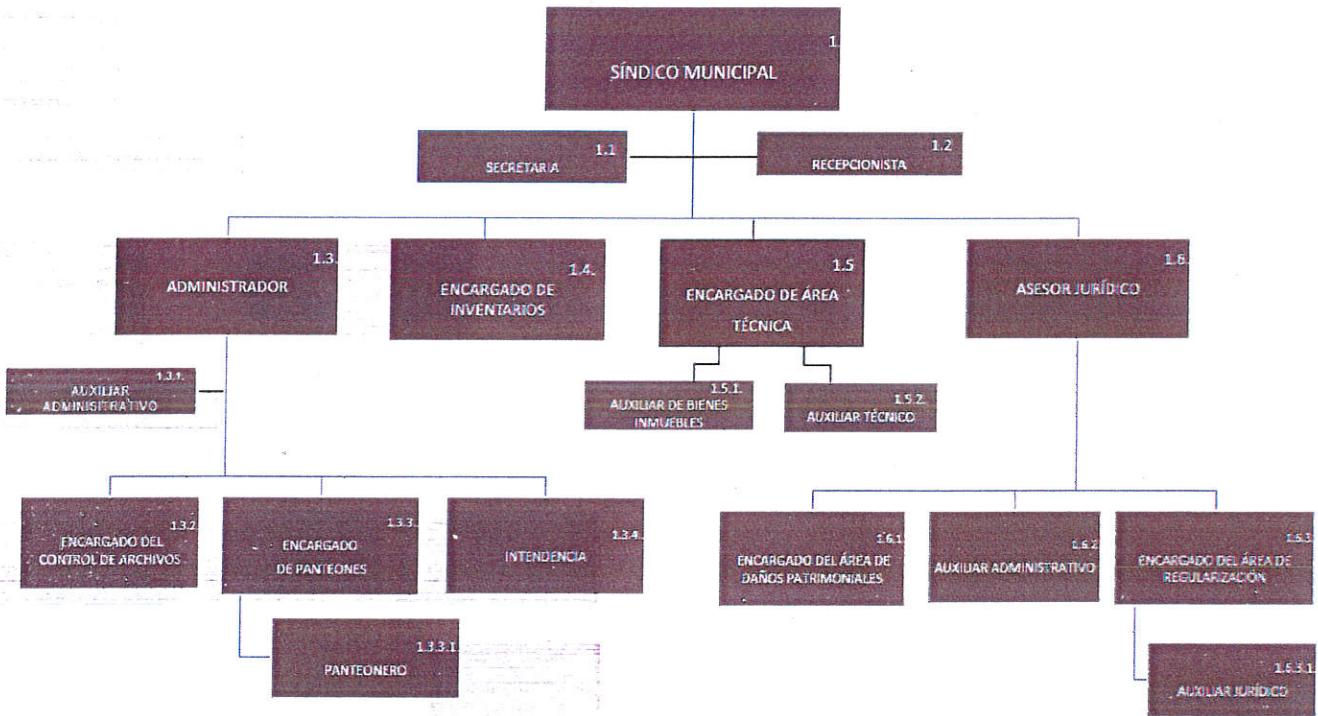 1.
SÍNDICO MUNICIPAL
1.1
SECRETARIA
1.2
RECEPCIONISTA
1.3.
ADMINISTRADOR
1.4.
ENCARGADO DE
INVENTARIOS
1.5
ENCARGADO DE ÁREA
TÉCNICA
1.6.
ASESOR JURÍDICO
1.3.1.
AUXILIAR
ADMINISITRATIVO
1.5.1.
AUXILIAR DE BIENES
INMUEBLES
1.5.2.
AUXILIAR TÉCNICO
1.3.2.
ENCARGADO DEL
CONTROL DE ARCHIVOS
1.3.3.
ENCARGADO
DE PANTEONES
1.3.4.
INTENDENCIA
1.6.1.
ENCARGADO DEL ÁREA DE
DAÑOS PATRIMONIALES
1.6.2
AUXILIAR ADMINISTRATIVO
1.6.3.
ENCARGADO DEL ÁREA DE
REGULARIZACIÓN
1.3.3.1.
PANTEONERO
1.6.3.1.
AUXILIAR JURÍDICO